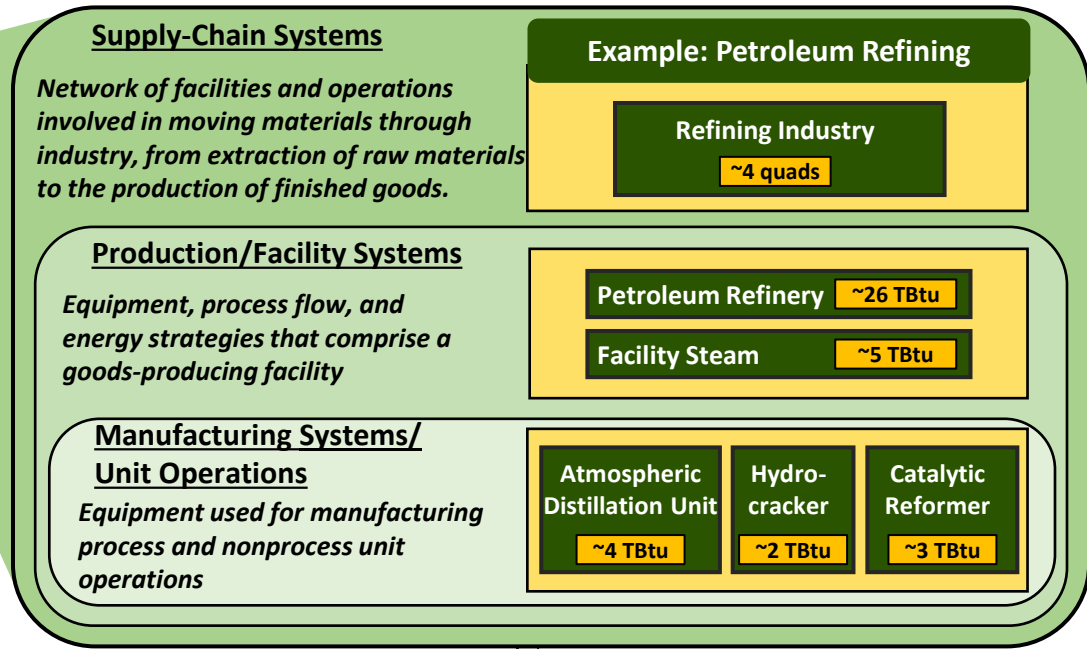 Supply-Chain Systems
Network of facilities and operations
involved in moving materials through
industry, from extraction of raw materials
to the production of finished goods.
Example: Petroleum Refining
Refining Industry
~4 quads
Production/Facility Systems
Equipment, process flow, and
energy strategies that comprise a
goods-producing facility
Petroleum Refinery
~26 TBtu
Facility Steam
~5 TBtu
Manufacturing Systems/
Unit Operations
Equipment used for manufacturing
process and nonprocess unit
operations
Atmospheric
Distillation Unit
~4 TBtu
Hydro-
cracker
~2 TBtu
Catalytic
Reformer
~3 TBtu